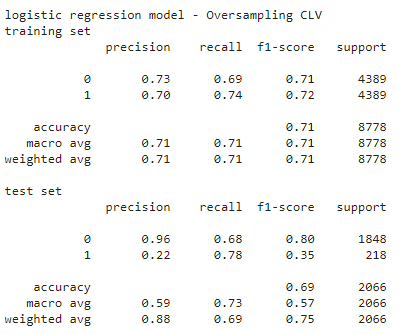 logistic regression model - Oversampling CLV
training set
precision recall f1-score support
0 0.73 0.69 0.71 4389
1 0.70 0.74 0.72 4389
accuracy 0.71 8778
macro avg 0.71 0.71 0.71 8778
weighted avg 0.71 0.71 0.71 8778
test set
precision recall f1-score support
0 0.96 0.68 0.80 1848
1 0.22 0.78 0.35 218
accuracy 0.69 2066
macro avg 0.59 0.73 0.57 2066
weighted avg 0.88 0.69 0.75 2066